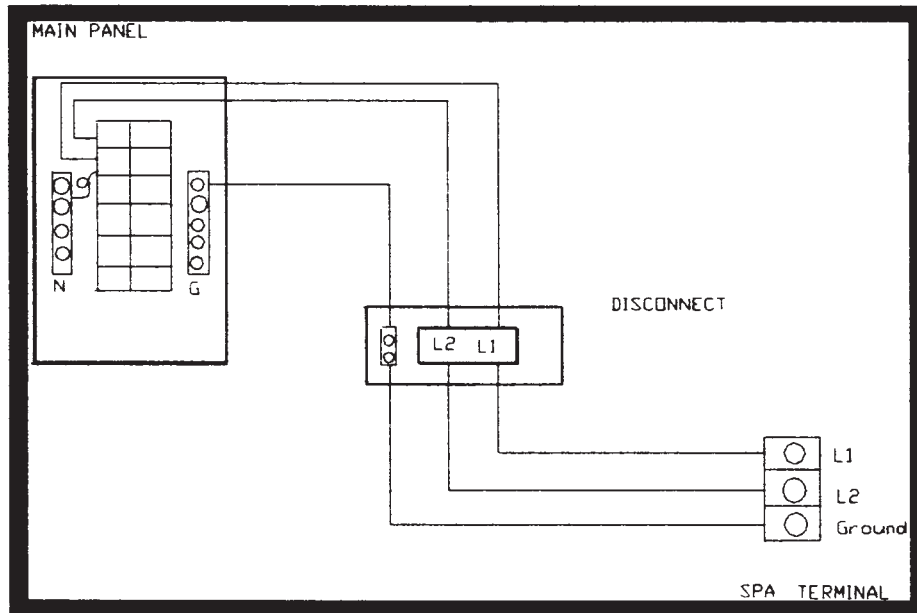 MAIN PANEL
N
G
DISCONNECT
L2 L1
L1
L2
Ground
SPA TERMINAL